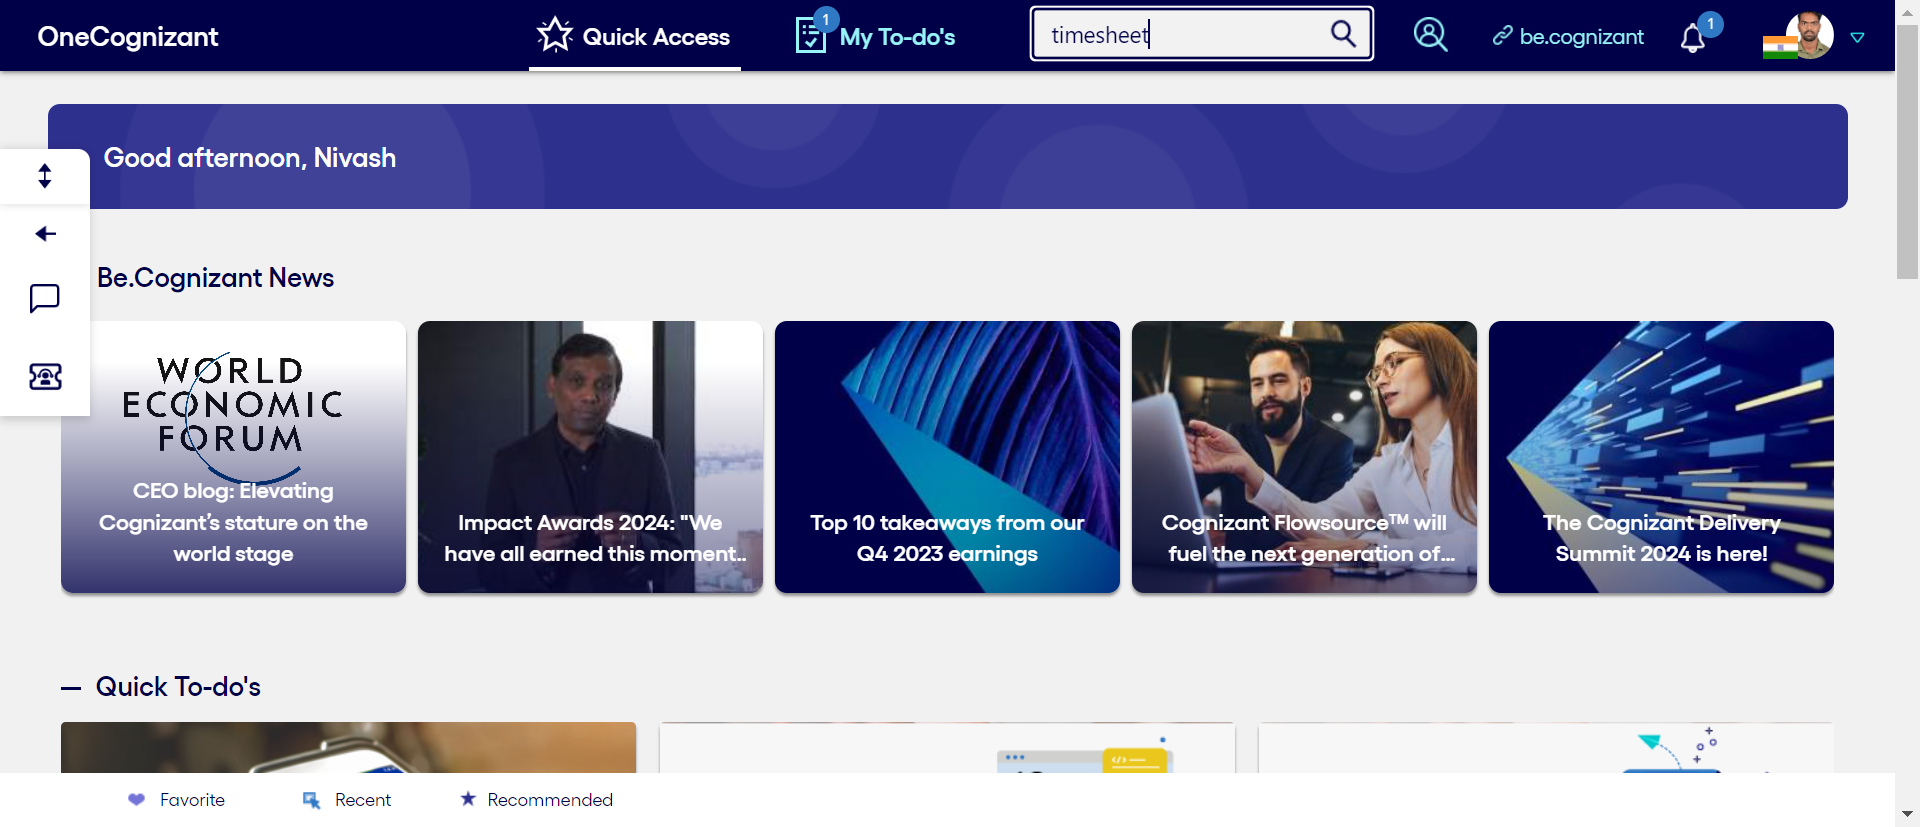 OneCognizant
Quick Access
1
My To-do's
timesheet
be.cognizant
1
Good afternoon, Nivash
Be.Cognizant News
WORLD
ECONOMIC
FORUM
CEO blog: Elevating
Cognizant’s stature on the
world stage
Impact Awards 2024: "We
have all earned this moment..
Top 10 takeaways from our
Q4 2023 earnings
Cognizant Flowsource™ will
fuel the next generation of...
The Cognizant Delivery
Summit 2024 is here!
Quick To-do's
</>
Favorite
Recent
Recommended